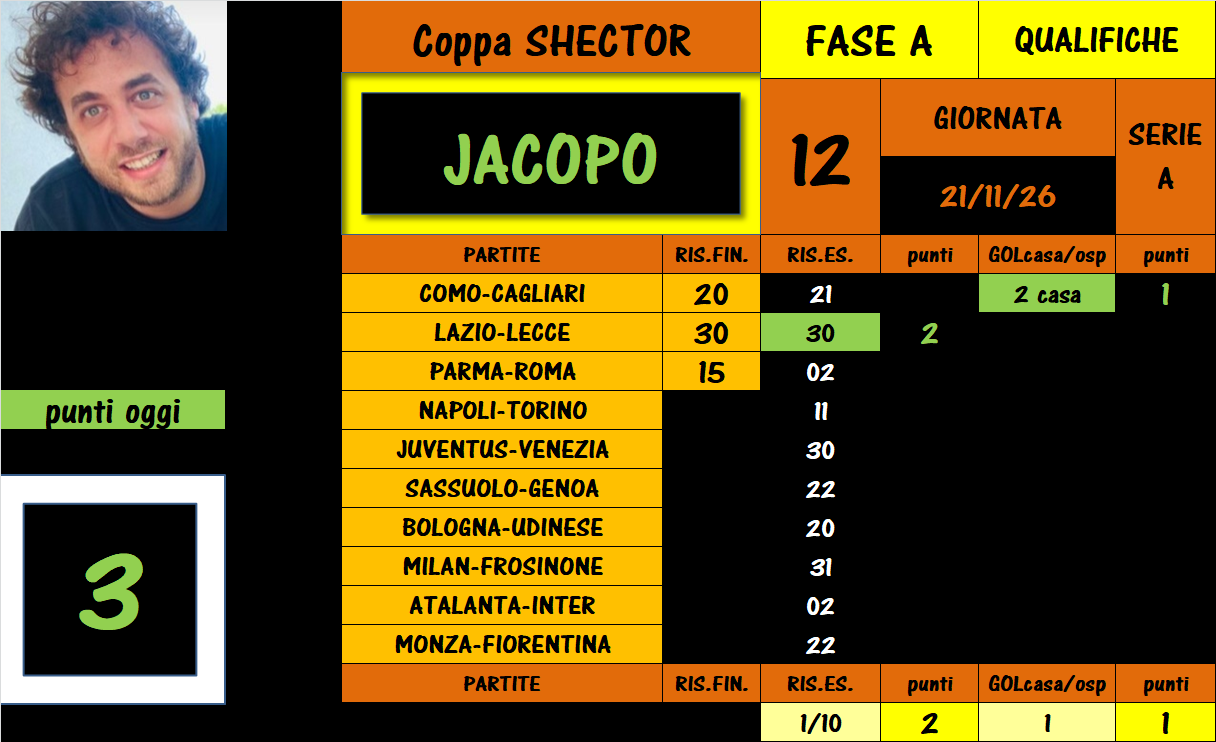 Coppa SHECTOR FASE A QUALIFICHE
JACOPO 12 GIORNATA SERIE A
21/11/26
PARTITE RIS.FIN. RIS.ES. punti GOLcasa/osp punti
COMO-CAGLIARI 20 21 2 casa 1
LAZIO-LECCE 30 30 2
PARMA-ROMA 15 02
punti oggi
NAPOLI-TORINO 11
JUVENTUS-VENEZIA 30
SASSUOLO-GENOA 22
BOLOGNA-UDINESE 20
3
MILAN-FROSINONE 31
ATALANTA-INTER 02
MONZA-FIORENTINA 22
PARTITE RIS.FIN. RIS.ES. punti GOLcasa/osp punti
1/10 2 1 1